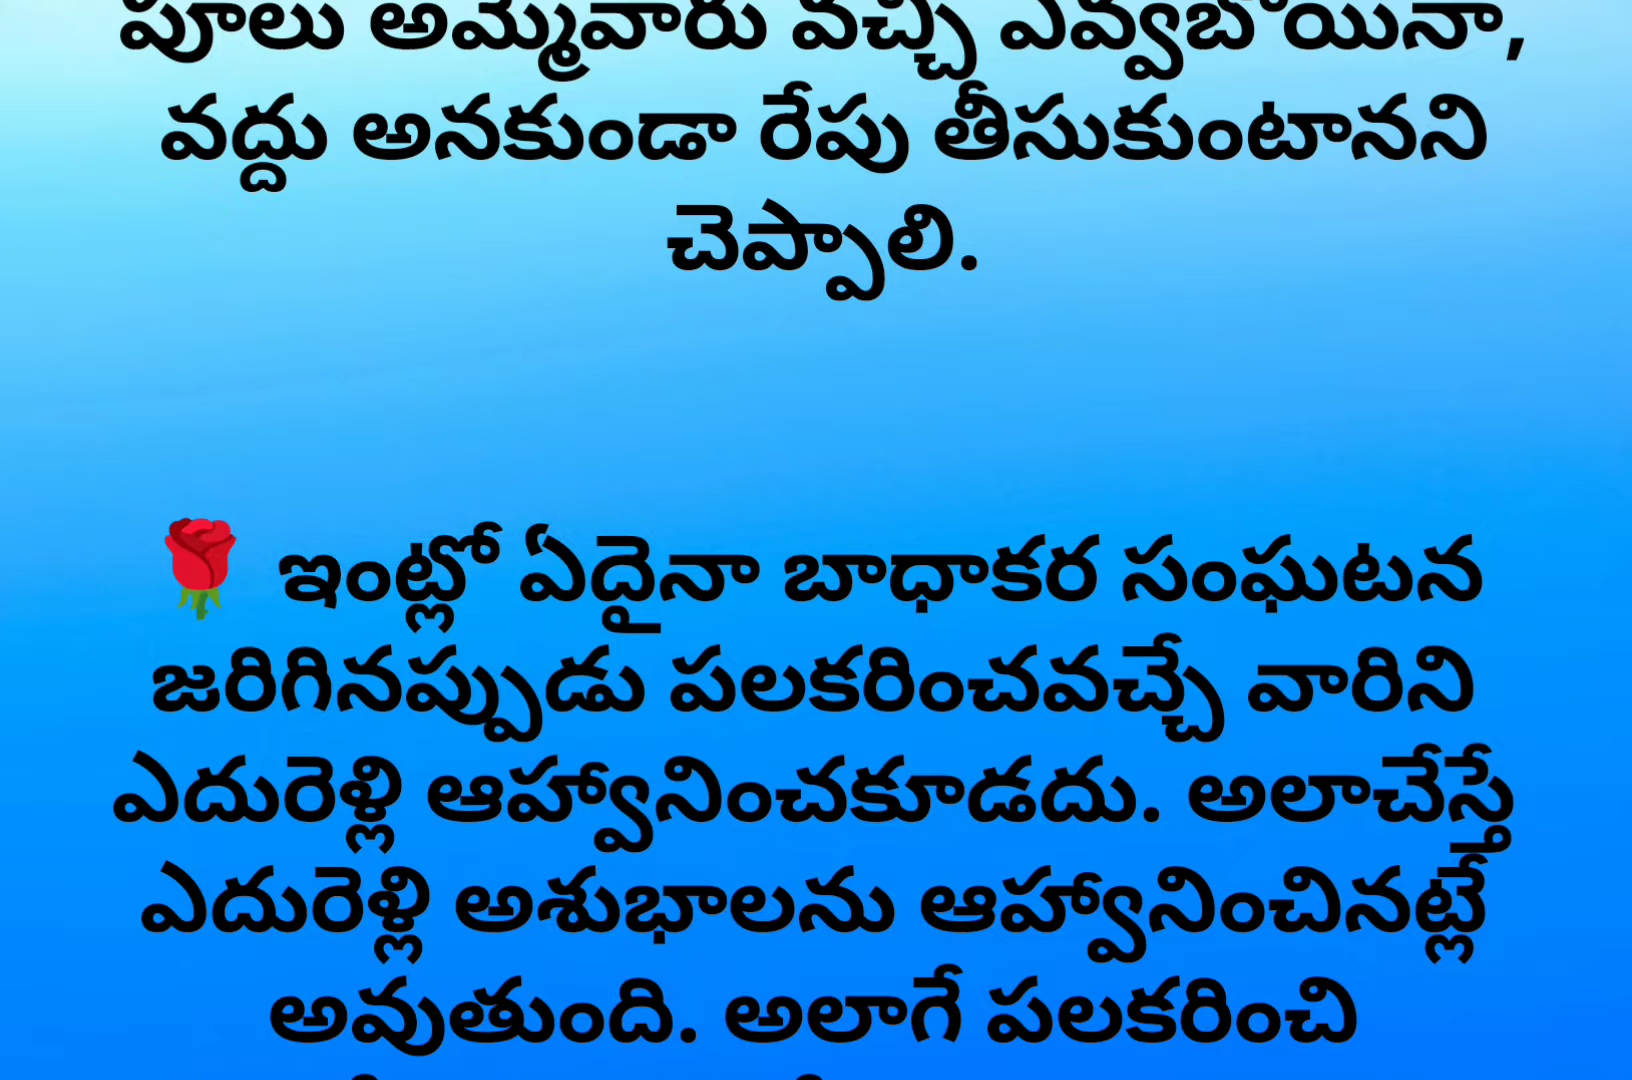 పూలు అమ్మేవారు వచ్చి ఎవ్వబోయినా,
వద్దు అనకుండా రేపు తీసుకుంటానని
చెప్పాలి.
🌹 ఇంట్లో ఏదైనా బాధాకర సంఘటన
జరిగినప్పుడు పలకరించవచ్చే వారిని
ఎదురెళ్లి ఆహ్వానించకూడదు. అలాచేస్తే
ఎదురెళ్లి అశుభాలను ఆహ్వానించినట్లే
అవుతుంది. అలాగే పలకరించి